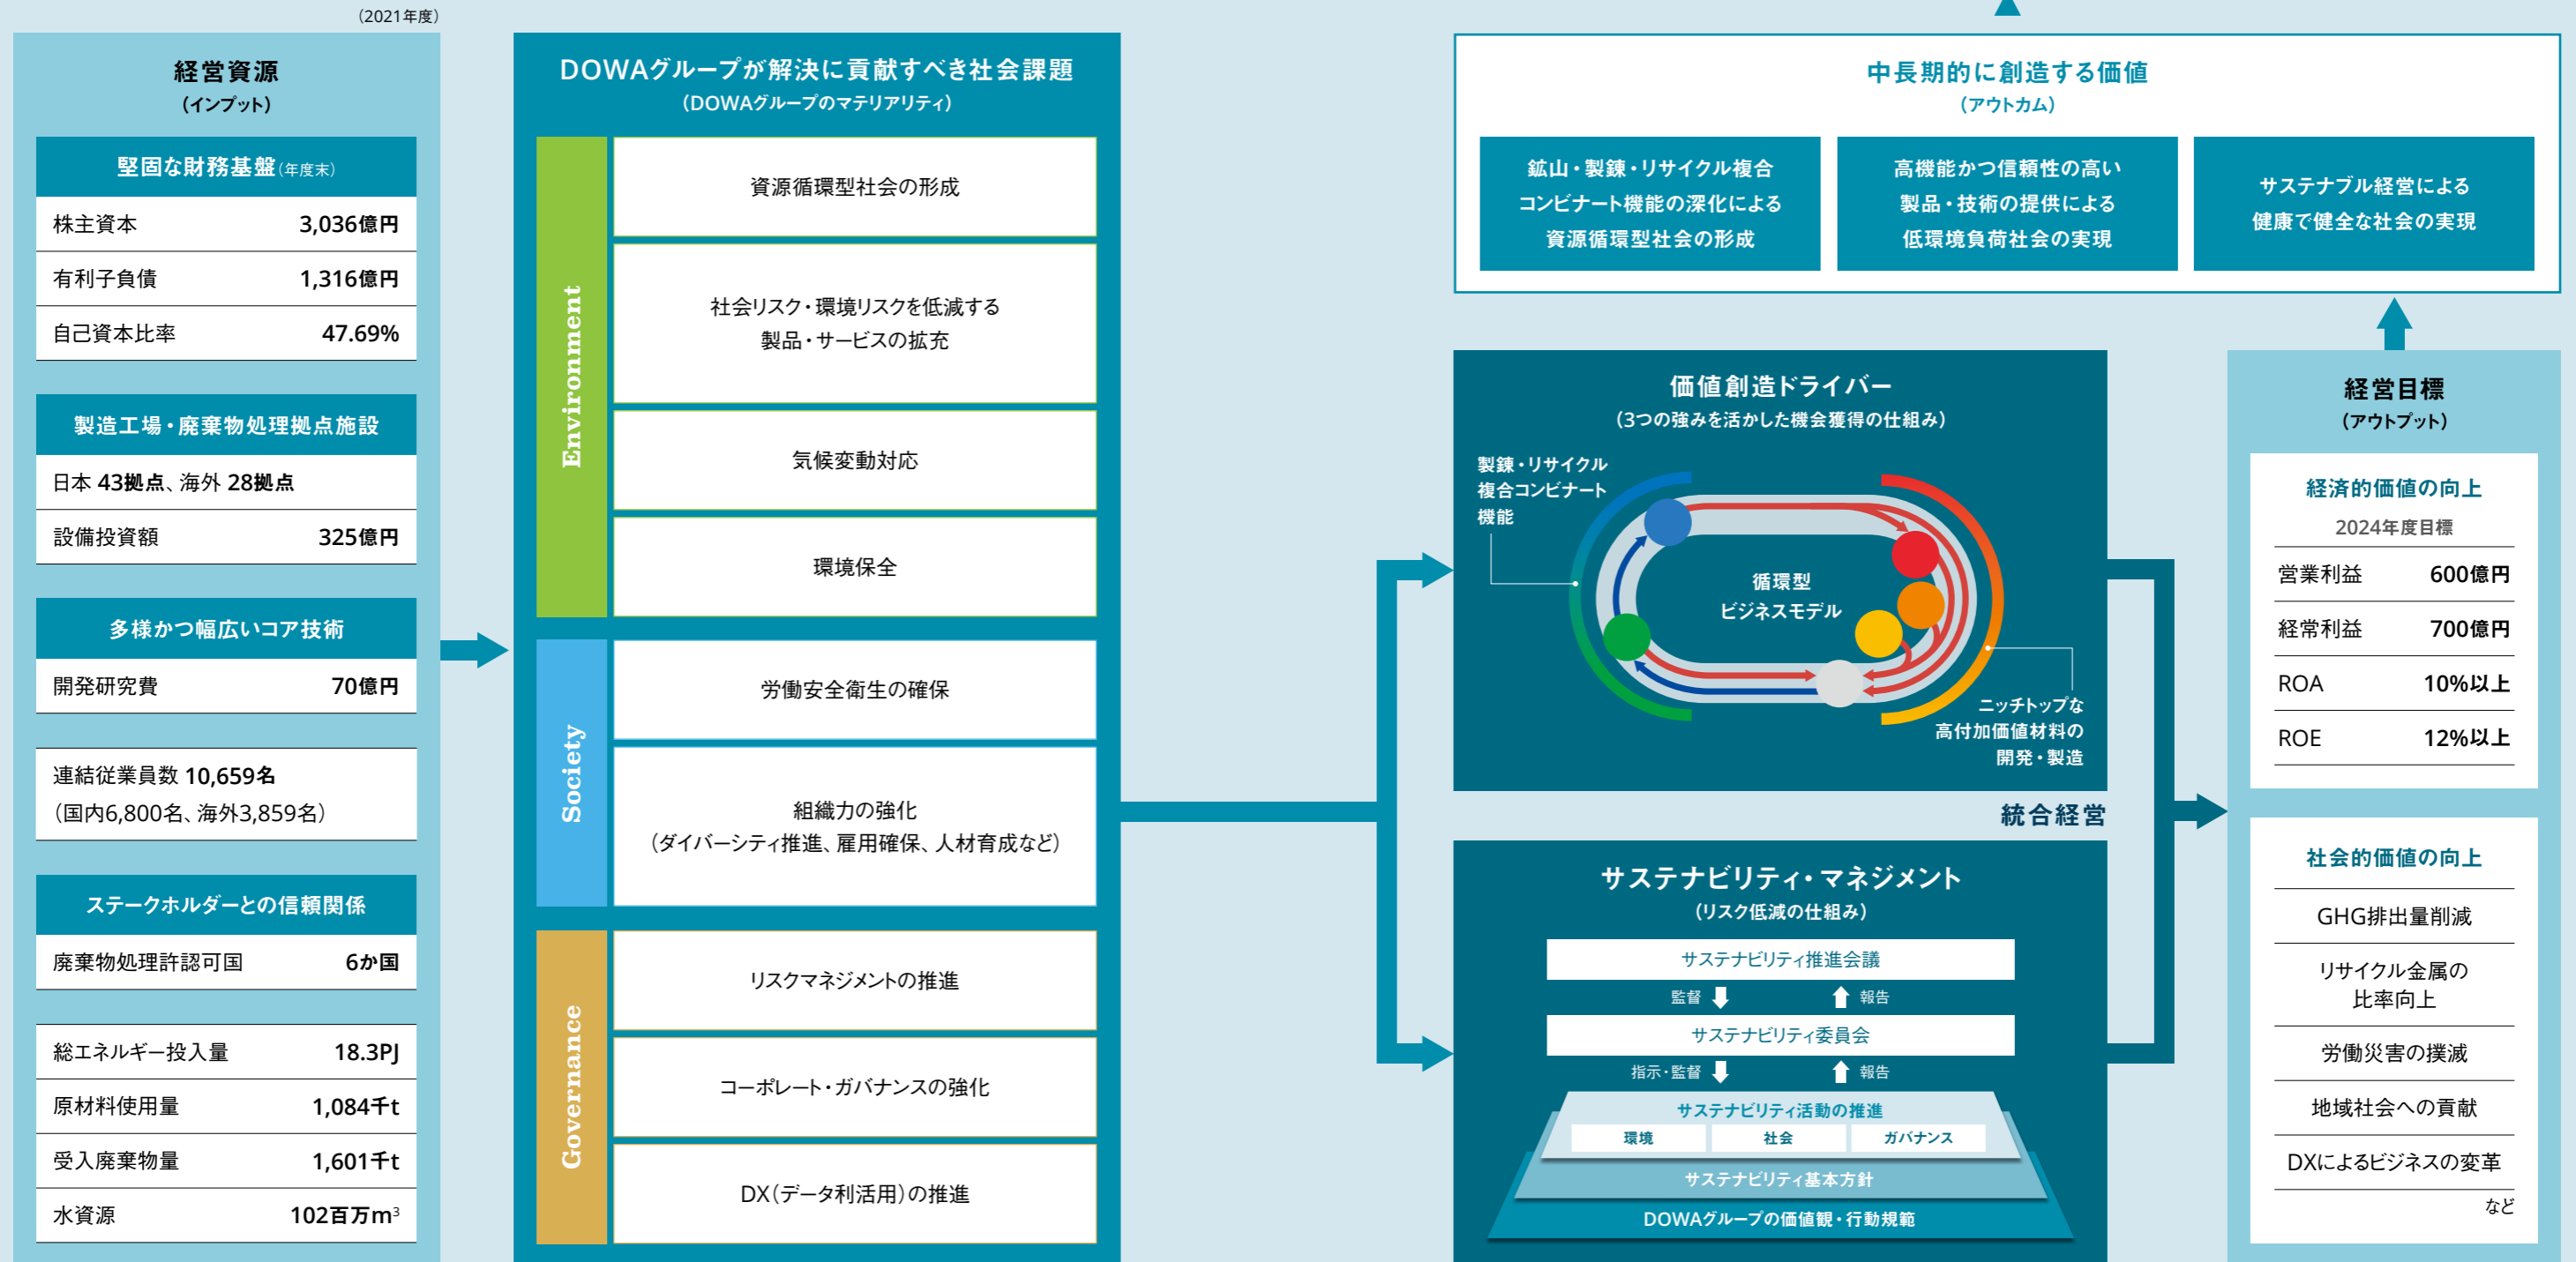 （2021年度）
経営資源
（インプット）
堅固な財務基盤（年度末）
株主資本 3,036億円
有利子負債 1,316億円
自己資本比率 47.69%
製造工場・廃棄物処理拠点施設
日本 43拠点、海外 28拠点
設備投資額 325億円
多様かつ幅広いコア技術
開発研究費 70億円
連結従業員数 10,659名
（国内6,800名、海外3,859名）
ステークホルダーとの信頼関係
廃棄物処理許認可国 6か国
総エネルギー投入量 18.3PJ
原材料使用量 1,084千t
受入廃棄物量 1,601千t
水資源 102百万m³
DOWAグループが解決に貢献すべき社会課題
（DOWAグループのマテリアリティ）
Environment
資源循環型社会の形成
社会リスク・環境リスクを低減する
製品・サービスの拡充
気候変動対応
環境保全
Society
労働安全衛生の確保
組織力の強化
（ダイバーシティ推進、雇用確保、人材育成など）
Governance
リスクマネジメントの推進
コーポレート・ガバナンスの強化
DX（データ利活用）の推進
中長期的に創造する価値
（アウトカム）
鉱山・製錬・リサイクル複合
コンビナート機能の深化による
資源循環型社会の形成
高機能かつ信頼性の高い
製品・技術の提供による
低環境負荷社会の実現
サステナブル経営による
健康で健全な社会の実現
価値創造ドライバー
（3つの強みを活かした機会獲得の仕組み）
製錬・リサイクル
複合コンビナート
機能
循環型
ビジネスモデル
ニッチトップな
高付加価値材料の
開発・製造
統合経営
サステナビリティ・マネジメント
（リスク低減の仕組み）
サステナビリティ推進会議
監督 報告
サステナビリティ委員会
指示・監督 報告
サステナビリティ活動の推進
環境 社会 ガバナンス
サステナビリティ基本方針
DOWAグループの価値観・行動規範
経営目標
（アウトプット）
経済的価値の向上
2024年度目標
営業利益 600億円
経常利益 700億円
ROA 10%以上
ROE 12%以上
社会的価値の向上
GHG排出量削減
リサイクル金属の
比率向上
労働災害の撲滅
地域社会への貢献
DXによるビジネスの変革
など